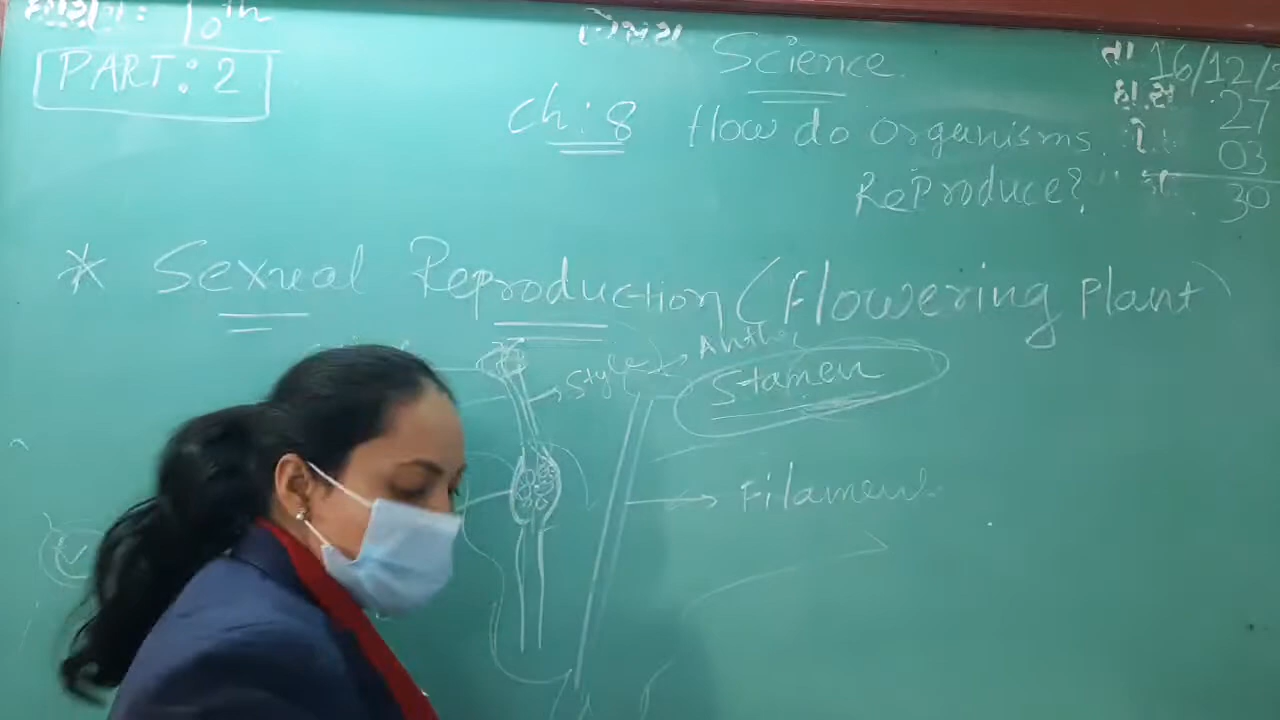 ધોરણ : 10th
PART : 2
વિષય Science.
તા 16/12/2
હાજ 27
03
30
Ch : 8 How do organisms
Reproduce?
* Sexual Reproduction (Flowering Plant)
Style
Anther
Stamen
Filament